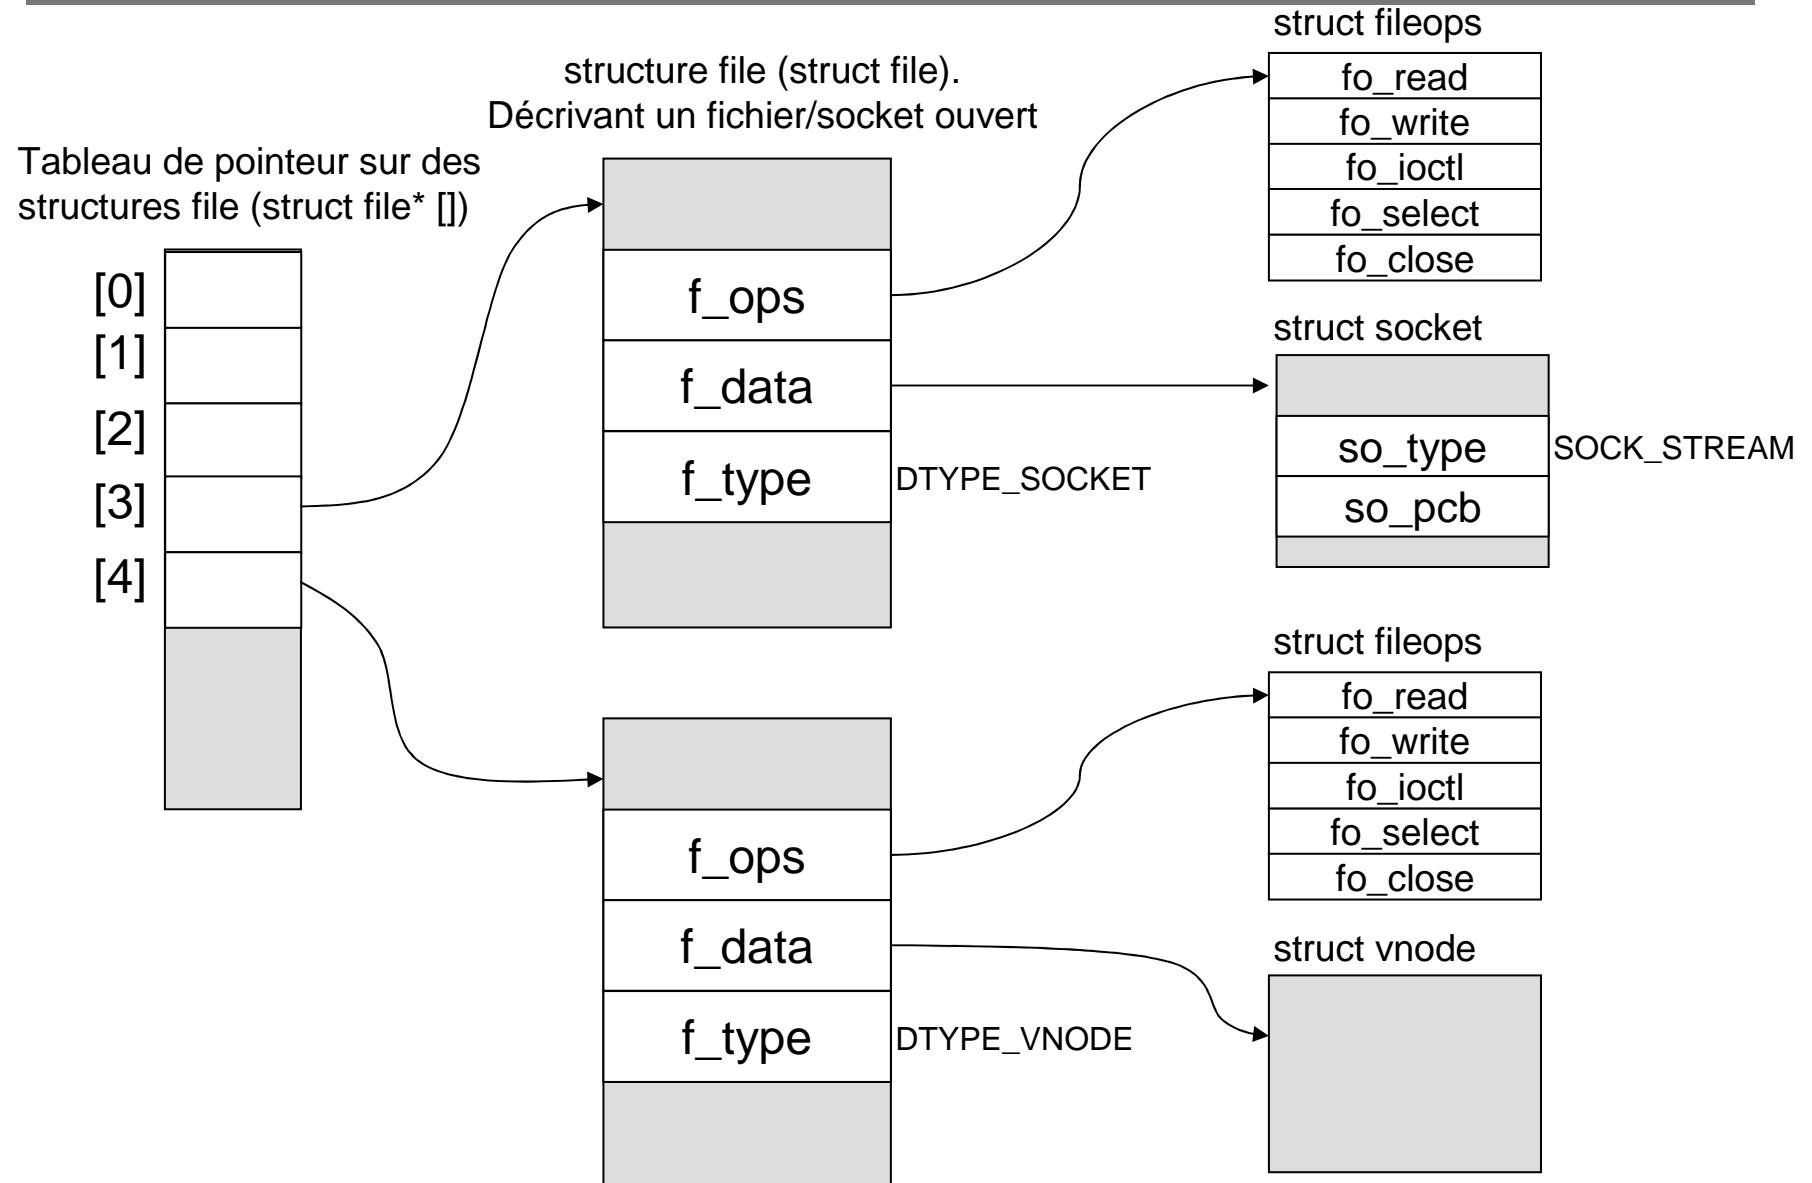 struct fileops
structure file (struct file).
Décrivant un fichier/socket ouvert
Tableau de pointeur sur des
structures file (struct file* [])
[0]
[1]
[2]
[3]
[4]
f_ops
f_data
f_type
DTYPE_SOCKET
fo_read
fo_write
fo_ioctl
fo_select
fo_close
struct socket
so_type
SOCK_STREAM
so_pcb
f_ops
f_data
f_type
DTYPE_VNODE
struct fileops
fo_read
fo_write
fo_ioctl
fo_select
fo_close
struct vnode